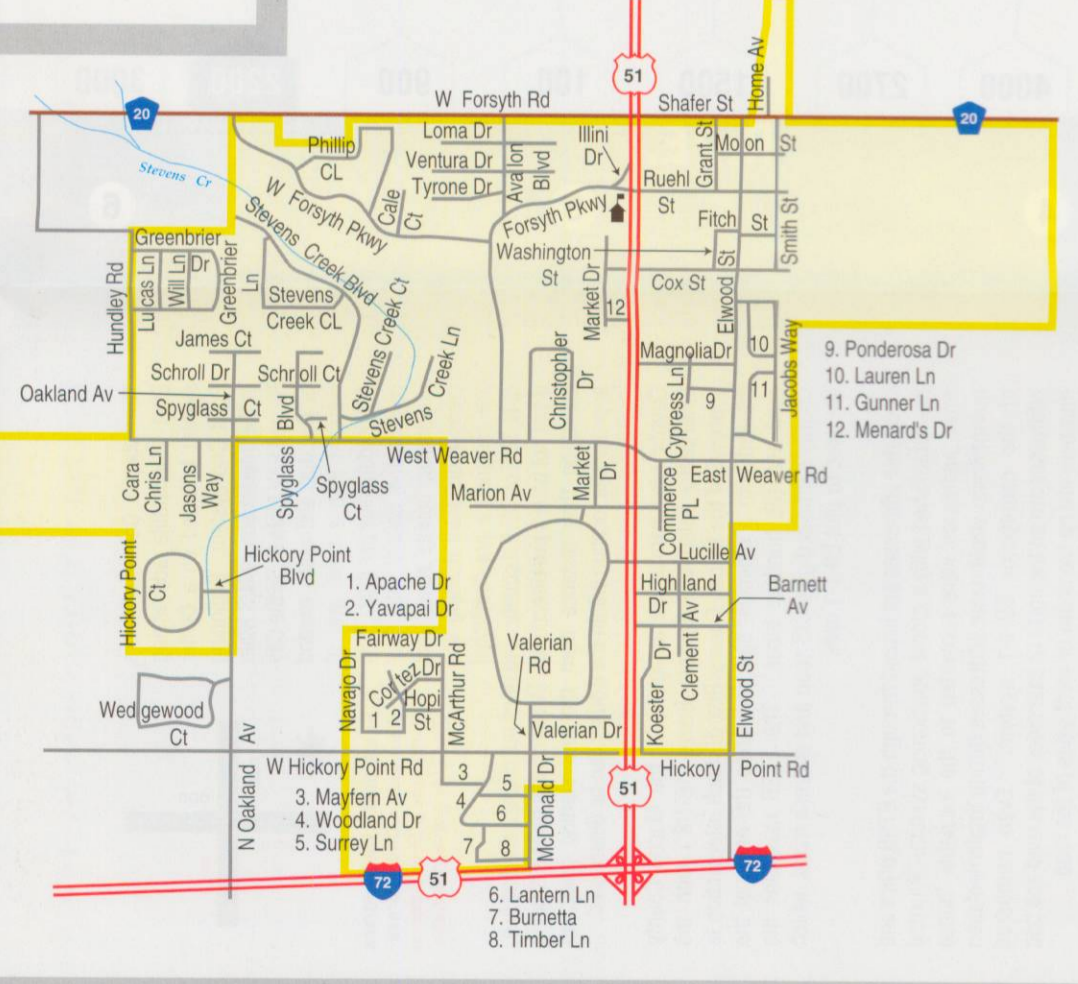 51
Home Av
W Forsyth Rd
Shafer St
20
20
Phillip
CL
Loma Dr
Ventura Dr
Tyrone Dr
Avalon
Blvd
Illini
Dr
Grant St
Moon St
Stevens Cr
Cale
Ct
W Forsyth Pkwy
Forsyth Pkwy
Ruehl
St
Fitch
St
Smith St
Washington
St
St
Stevens Creek Blvd
Greenbrier
Dr
Hundley Rd
Lucas Ln
Will Ln
Greenbrier
Ln
Stevens
Creek CL
Cox St
Market Dr
12
Elwood
James Ct
Schroll Dr
Schroll Ct
Oakland Av
Spyglass Ct
Spyglass Blvd
Stevens Creek Ct
Stevens
Creek Ln
Christopher
Dr
Magnolia Dr
Cypress Ln
9
10
11
Jacobs Way
9. Ponderosa Dr
10. Lauren Ln
11. Gunner Ln
12. Menard's Dr
West Weaver Rd
East Weaver Rd
Cara
Chris Ln
Jasons
Way
Spyglass
Ct
Marion Av
Market
Dr
Commerce
PL
Hickory Point
Ct
Hickory Point
Blvd
Lucille Av
Highland
Dr
Barnett
Av
1. Apache Dr
2. Yavapai Dr
Fairway Dr
Navajo Dr
Cortez Dr
Hopi
St
1
2
McArthur Rd
Valerian
Rd
Valerian Dr
Koester
Dr
Clement
Av
Elwood St
Wedgewood
Ct
N Oakland Av
W Hickory Point Rd
Hickory Point Rd
3
4
5
6
7
8
McDonald Dr
51
3. Mayfern Av
4. Woodland Dr
5. Surrey Ln
72
51
72
6. Lantern Ln
7. Burnetta
8. Timber Ln